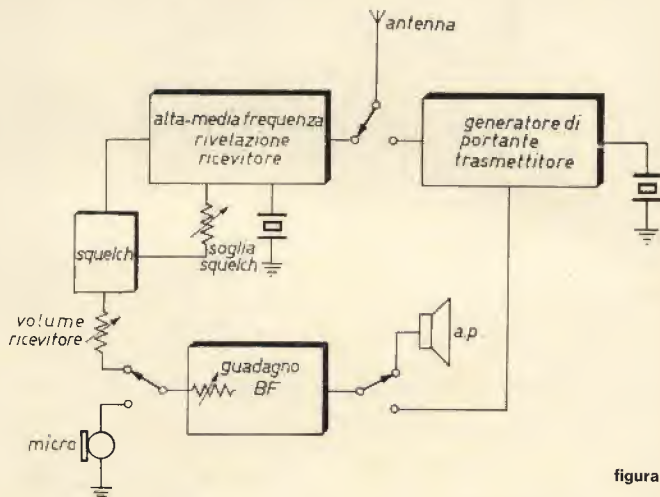 antenna
alta-media frequenza
rivelazione
ricevitore
generatore di
portante
trasmettitore
squelch
soglia
squelch
volume
ricevitore
guadagno
BF
a.p.
micro
figura